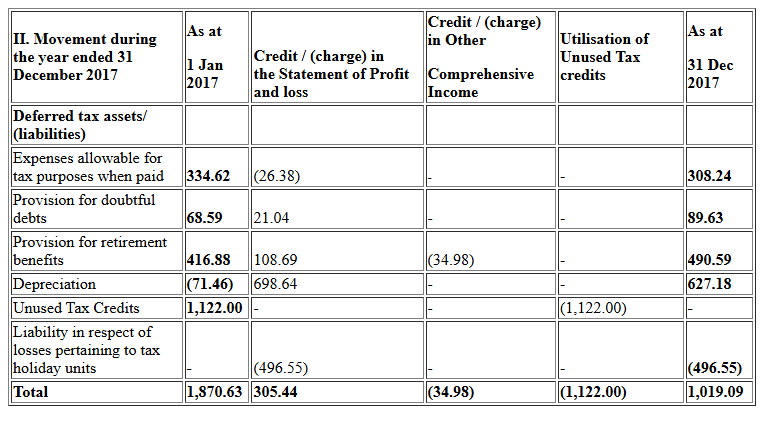 II. Movement during the year ended 31 December 2017 | As at 1 Jan 2017 | Credit / (charge) in the Statement of Profit and loss | Credit / (charge) in Other Comprehensive Income | Utilisation of Unused Tax credits | As at 31 Dec 2017
Deferred tax assets/ (liabilities)
Expenses allowable for tax purposes when paid | 334.62 | (26.38) | - | - | 308.24
Provision for doubtful debts | 68.59 | 21.04 | - | - | 89.63
Provision for retirement benefits | 416.88 | 108.69 | (34.98) | - | 490.59
Depreciation | (71.46) | 698.64 | - | - | 627.18
Unused Tax Credits | 1,122.00 | - | - | (1,122.00) | -
Liability in respect of losses pertaining to tax holiday units | - | (496.55) | - | - | (496.55)
Total | 1,870.63 | 305.44 | (34.98) | (1,122.00) | 1,019.09